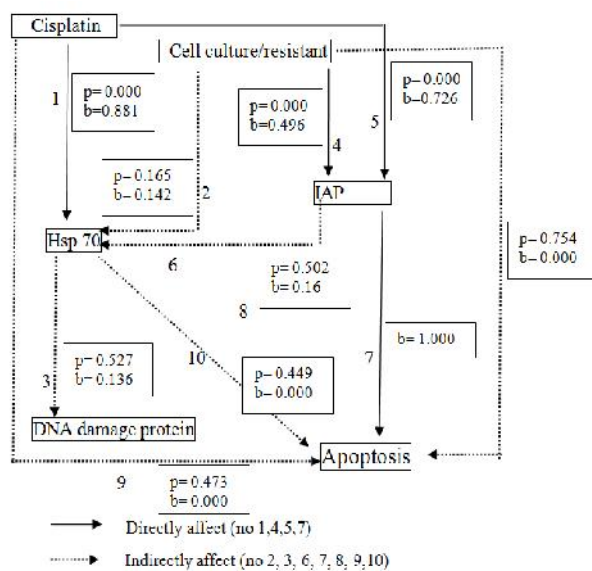 Cisplatin
Cell culture/resistant
1
p= 0.000
b=0.881
p= 0.000
b=0.496
4
5
p= 0.000
b=0.726
p= 0.165
b= 0.142
2
IAP
Hsp 70
6
p= 0.502
b= 0.16
8
p= 0.754
b= 0.000
3
p= 0.527
b= 0.136
10
p= 0.449
b= 0.000
7
b= 1.000
DNA damage protein
Apoptosis
9
p= 0.473
b= 0.000
Directly affect (no 1,4,5,7)
Indirectly affect (no 2, 3, 6, 7, 8, 9,10)